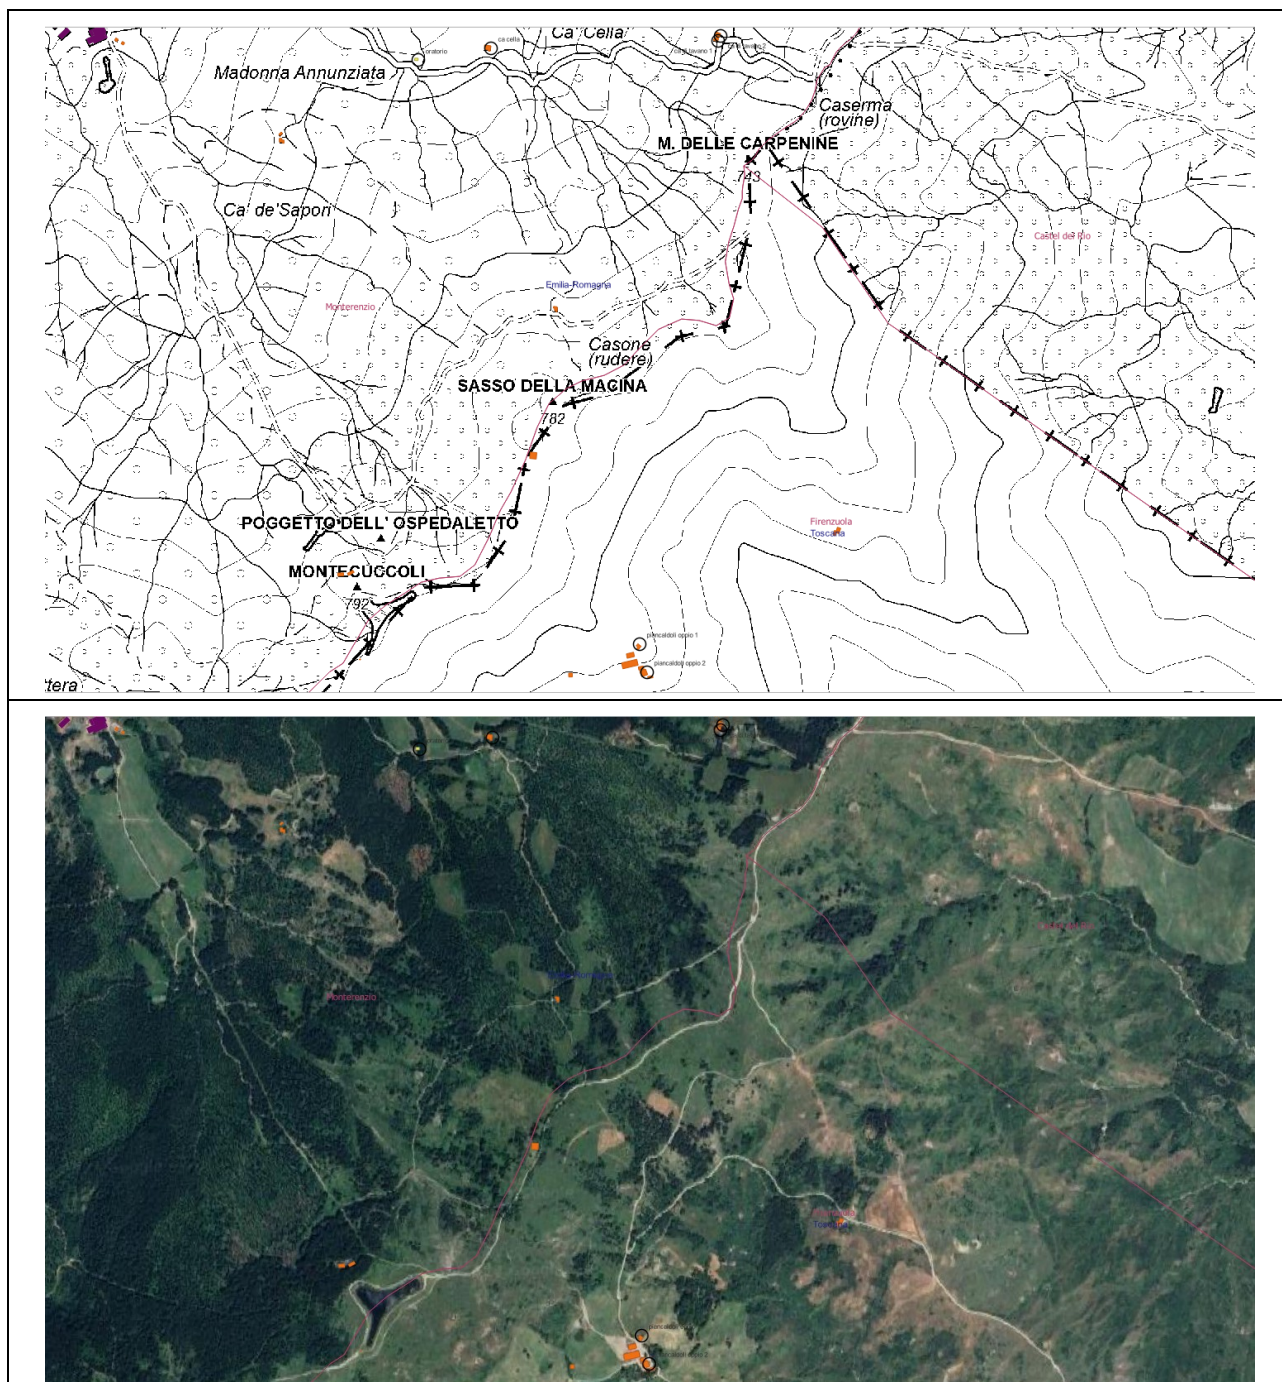 Ca' Cella
oratorio
ca cella
Madonna Annunziata
Caserma
(rovine)
M. DELLE CARPENINE
743
Ca' de'Sapori
Castel del Rio
Emilia-Romagna
Monterenzio
Casone
(rudere)
SASSO DELLA MACINA
782
POGGETTO DELL' OSPEDALETTO
Firenzuola
Toscana
MONTECUCCOLI
792
piancaldoli oppio 1
piancaldoli oppio 2
tera
Monterenzio
Toscana